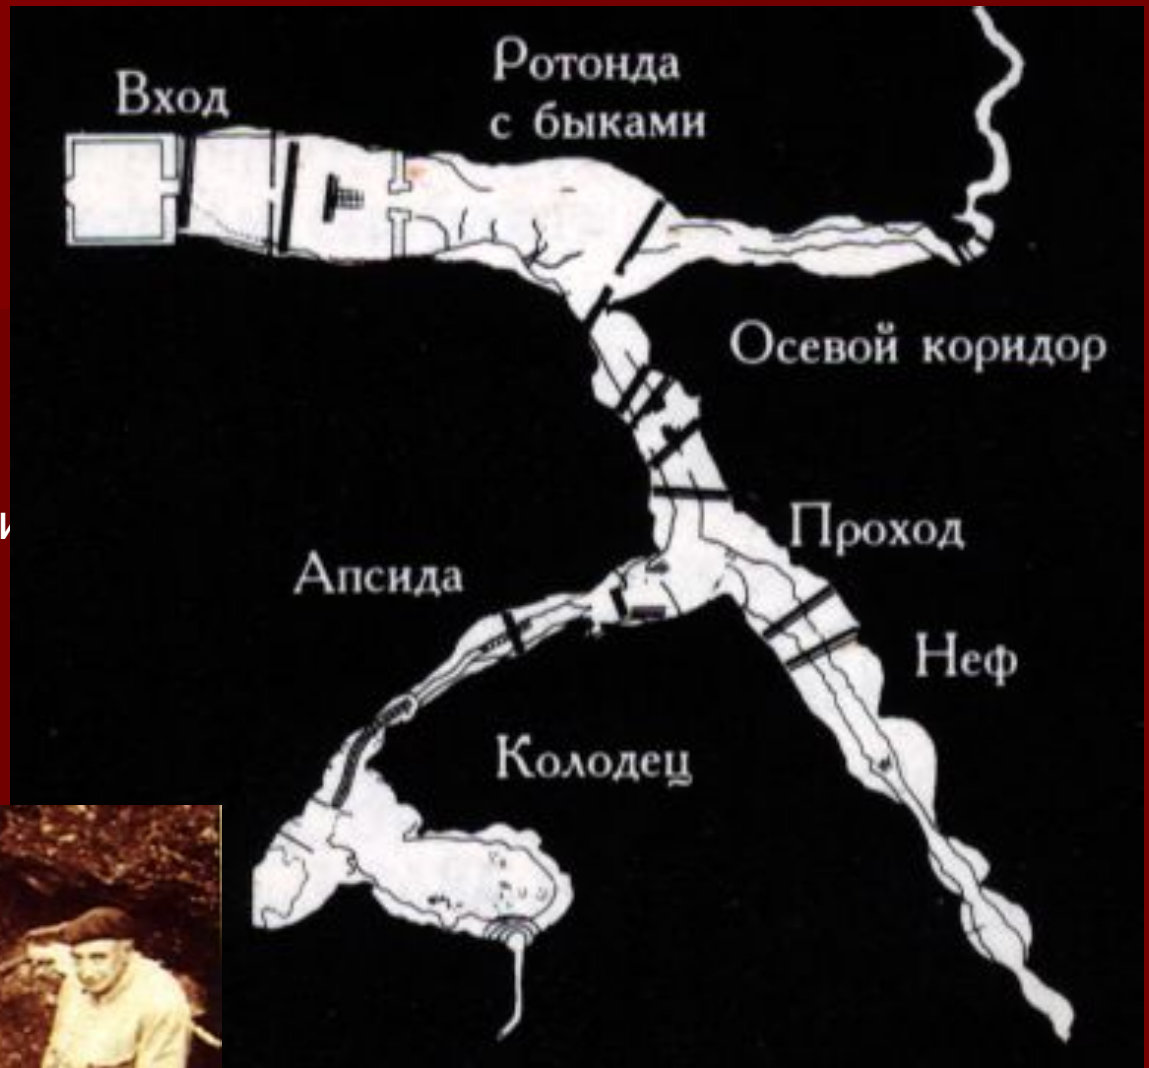 Вход
Ротонда
с быками
Осевой коридор
Проход
Апсида
Неф
Колодец